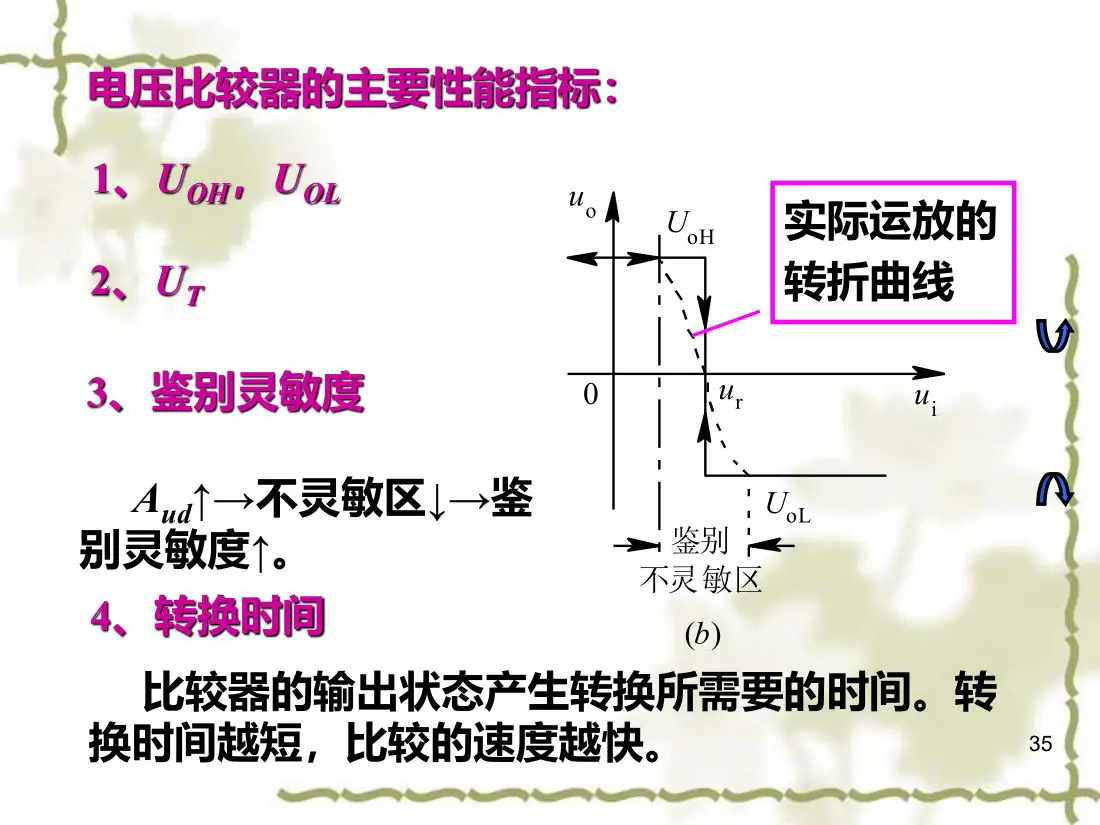 电压比较器的主要性能指标：
1、UOH，UOL
2、UT
3、鉴别灵敏度
Aud↑→不灵敏区↓→鉴
别灵敏度↑。
4、转换时间
比较器的输出状态产生转换所需要的时间。转
换时间越短，比较的速度越快。
uo
UoH
实际运放的
转折曲线
0
ur
ui
UoL
鉴别
不灵敏区
(b)
35